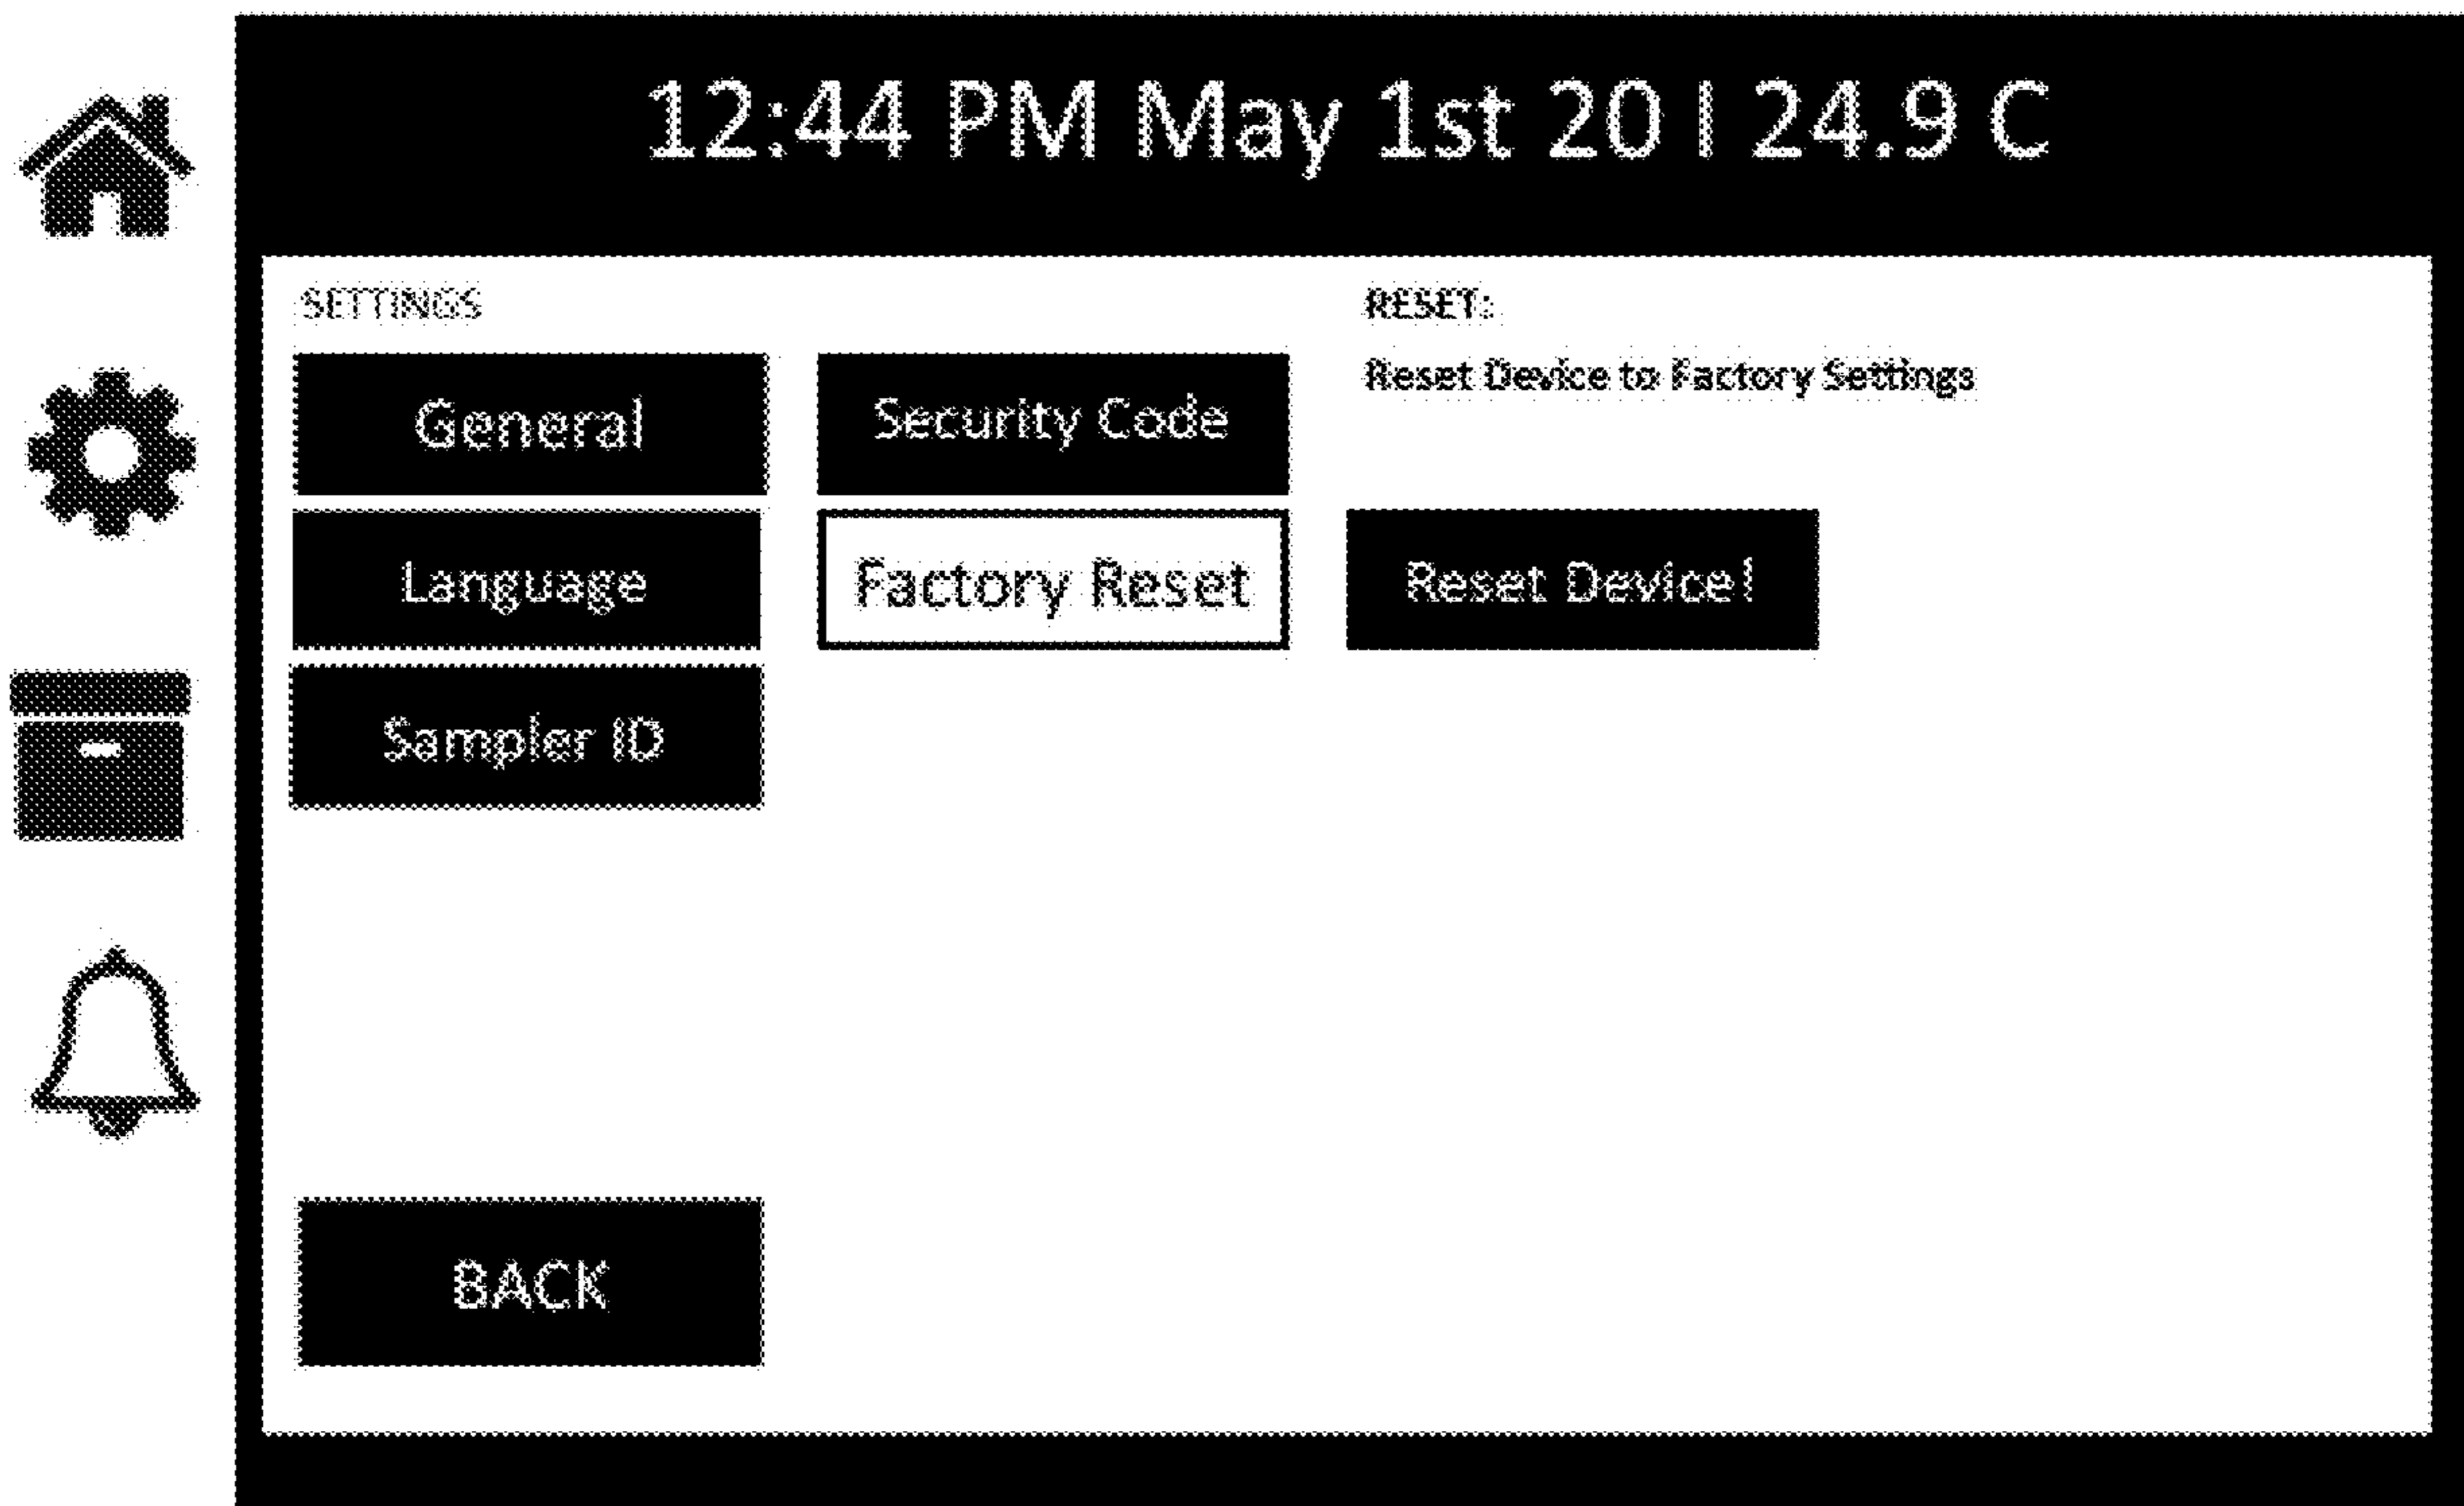 12:44 PM May 1st 20 | 24.9 C
SETTINGS
General
Language
Sampler ID
BACK
Security Code
Factory Reset
RESET:
Reset Device to Factory Settings
Reset Device!